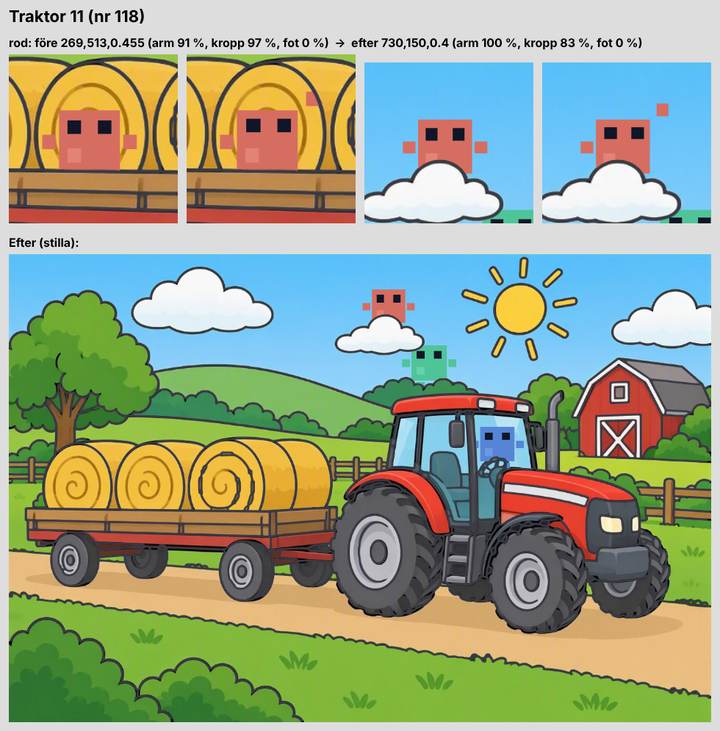 Traktor 11 (nr 118)
rod: före 269,513,0.455 (arm 91 %, kropp 97 %, fot 0 %) → efter 730,150,0.4 (arm 100 %, kropp 83 %, fot 0 %)
Efter (stilla):